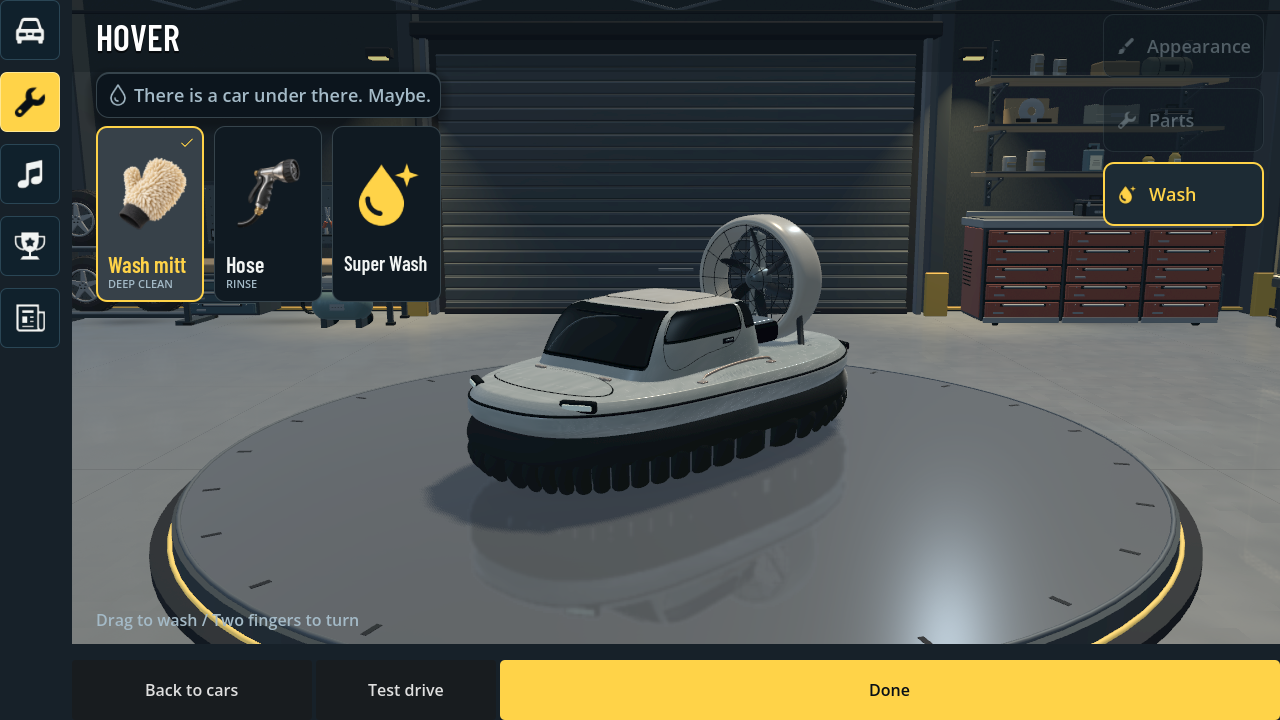 HOVER
There is a car under there. Maybe.
Wash mitt
DEEP CLEAN
Hose
RINSE
Super Wash
Appearance
Parts
Wash
Drag to wash / Two fingers to turn
Back to cars
Test drive
Done